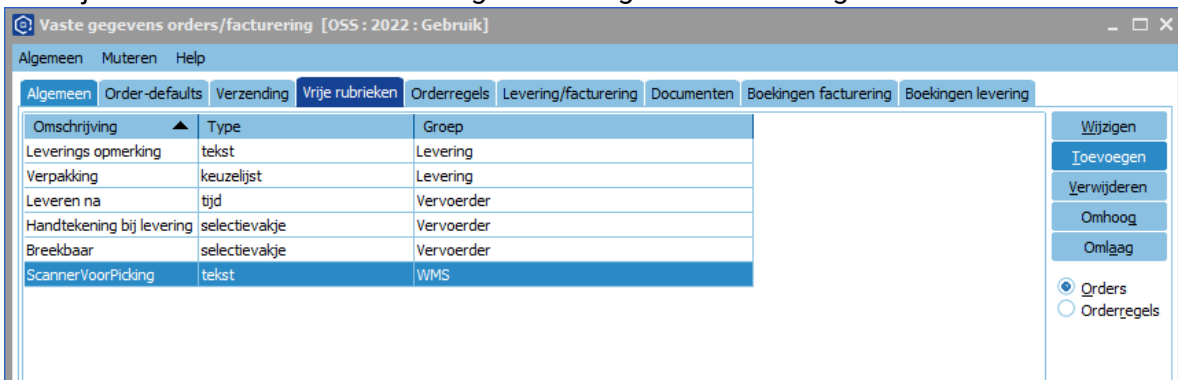 Vaste gegevens orders/facturering [OSS : 2022 : Gebruik]
Algemeen Muteren Help
Algemeen Order-defaults Verzending Vrije rubrieken Orderregels Levering/facturering Documenten Boekingen facturering Boekingen levering
Omschrijving Type Groep
Leverings opmerking tekst Levering
Verpakking keuzelijst Levering
Leveren na tijd Vervoerder
Handtekening bij levering selectievakje Vervoerder
Breekbaar selectievakje Vervoerder
ScannerVoorPicking tekst WMS
Wijzigen
Toevoegen
Verwijderen
Omhoog
Omlaag
Orders
Orderregels